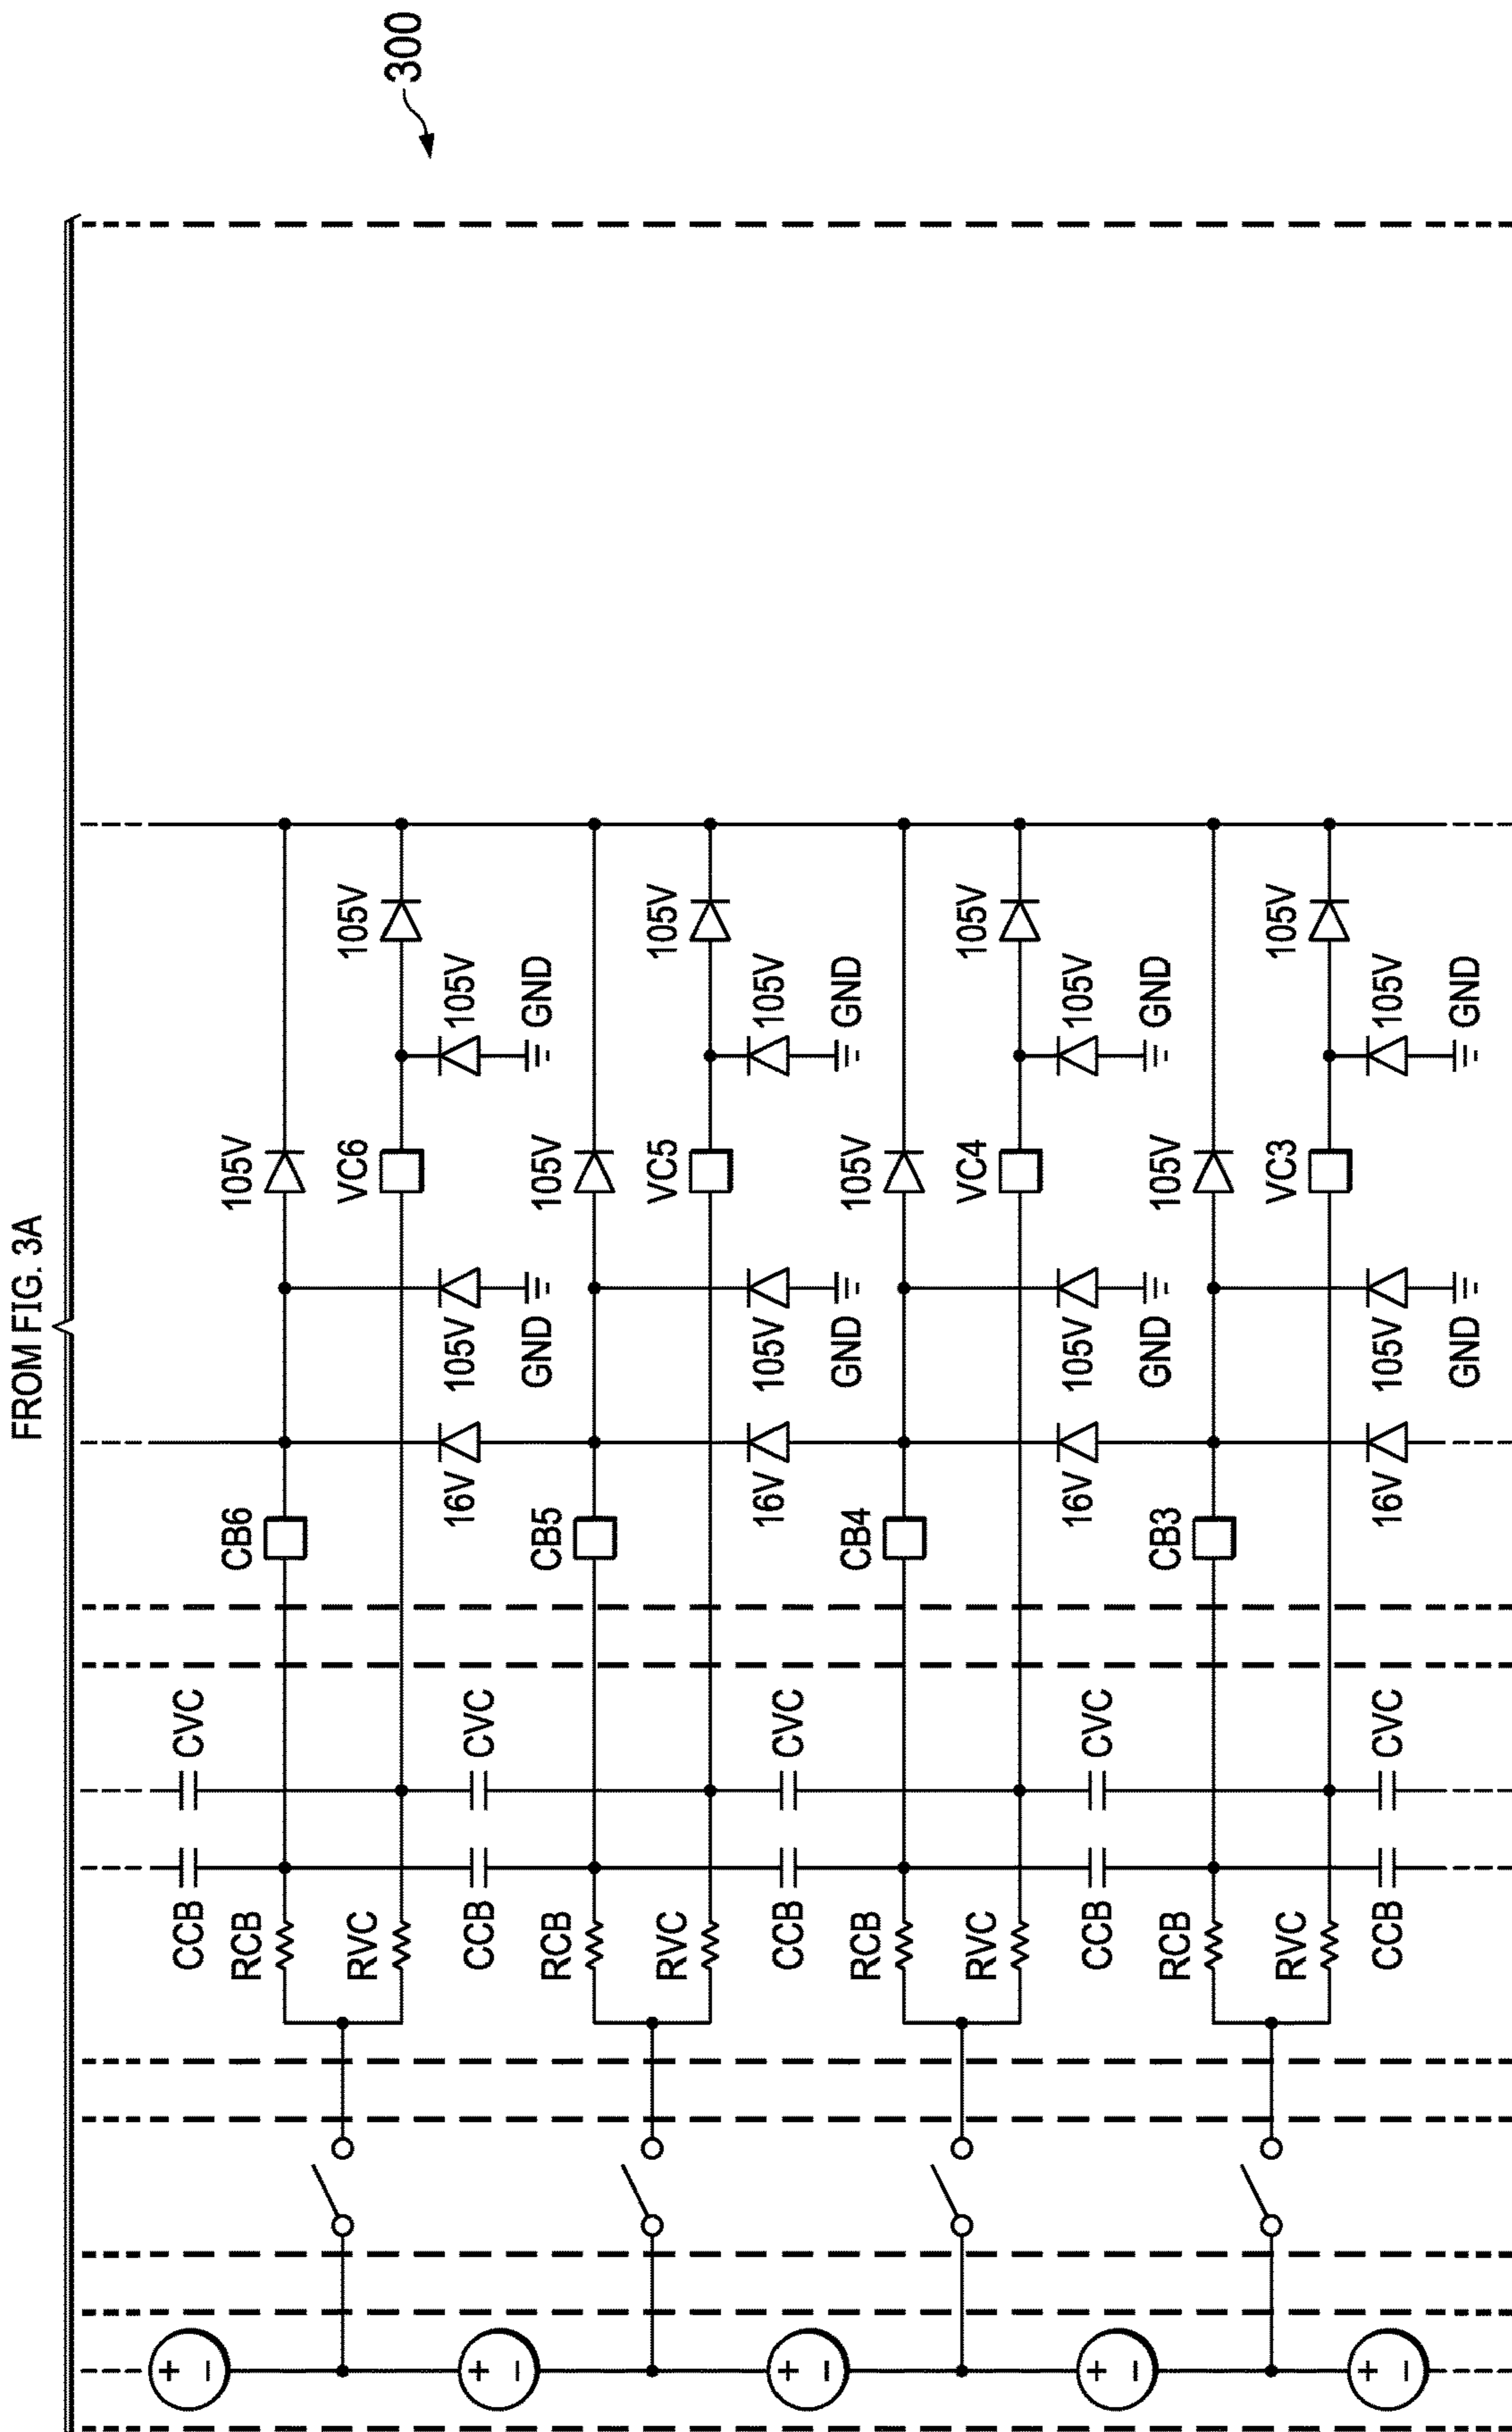 FROM FIG. 3A
300
+ −
CCB
CVC
RCB
CB6
105V
RVC
VC6
105V
16V
105V
105V
+ −
CCB
CVC
GND
GND
RCB
CB5
105V
RVC
VC5
105V
16V
105V
105V
+ −
CCB
CVC
GND
GND
RCB
CB4
105V
RVC
VC4
105V
16V
105V
105V
+ −
CCB
CVC
GND
GND
RCB
CB3
105V
RVC
VC3
105V
+ −
CCB
CVC
16V
105V
105V
GND
GND